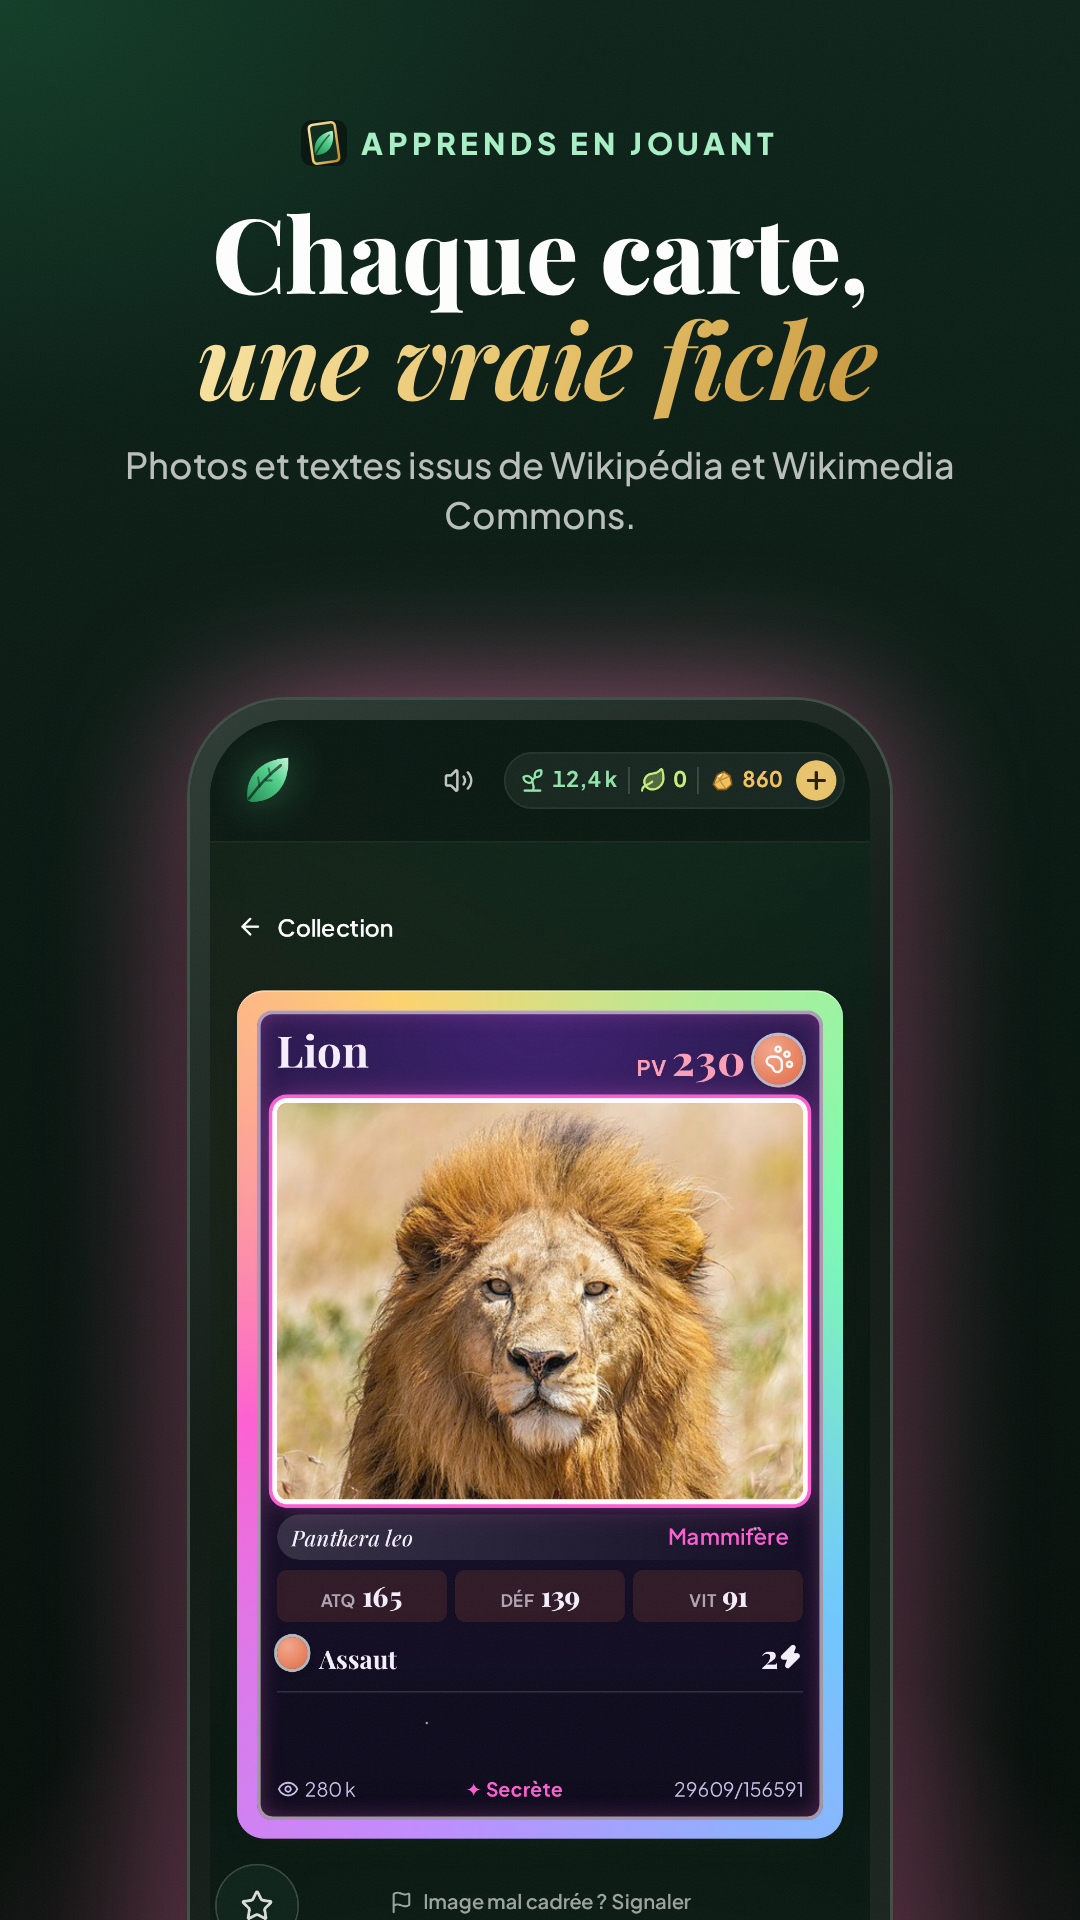 APPRENDS EN JOUANT
Chaque carte,
une vraie fiche
Photos et textes issus de Wikipédia et Wikimedia
Commons.
12,4 k 0 860
Collection
Lion PV 230
Panthera leo Mammifère
ATQ 165 DÉF 139 VIT 91
Assaut 2
280 k Secrète 29609/156591
Image mal cadrée ? Signaler